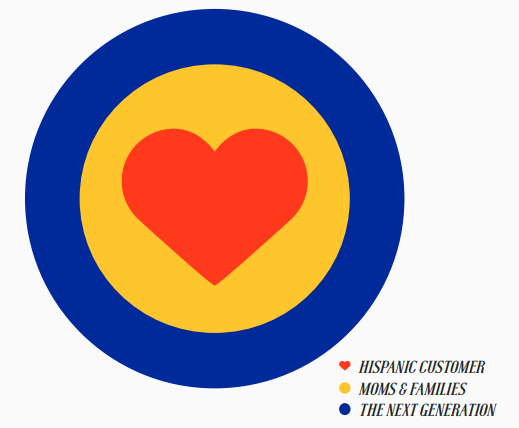 HISPANIC CUSTOMER
MOMS & FAMILIES
THE NEXT GENERATION